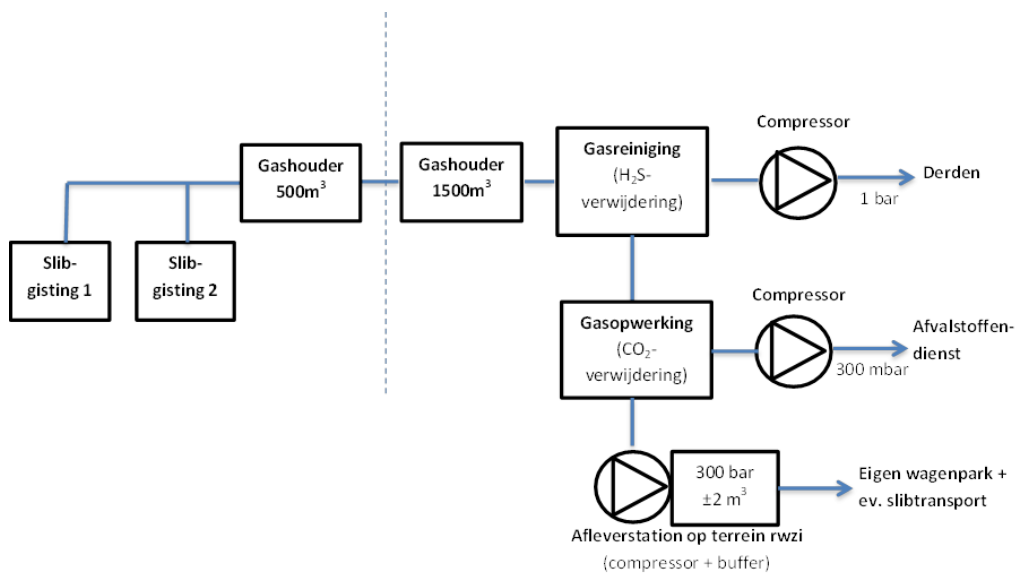 Slib-
gisting 1
Slib-
gisting 2
Gashouder
500m³
Gashouder
1500m³
Gasreiniging
(H₂S-
verwijdering)
Compressor
1 bar
Derden
Gasopwerking
(CO₂-
verwijdering)
Compressor
300 mbar
Afvalstoffen-
dienst
300 bar
±2 m³
Eigen wagenpark +
ev. slibtransport
Afleverstation op terrein rwzi
(compressor + buffer)